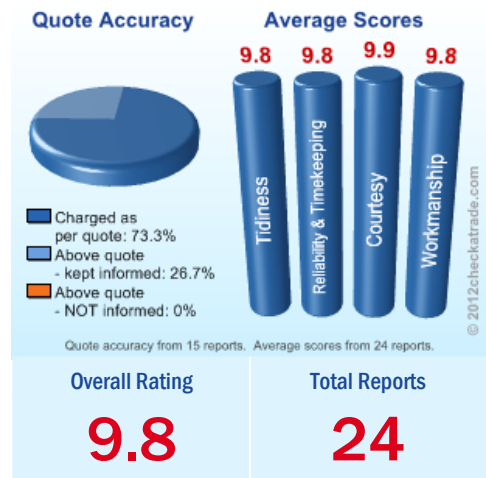 Quote Accuracy
Average Scores
9.8 9.8 9.9 9.8
Tidiness
Reliability & Timekeeping
Courtesy
Workmanship
Charged as
per quote: 73.3%
Above quote
- kept informed: 26.7%
Above quote
- NOT informed: 0%
© 2012checkatrade.com
Quote accuracy from 15 reports. Average scores from 24 reports.
Overall Rating
9.8
Total Reports
24